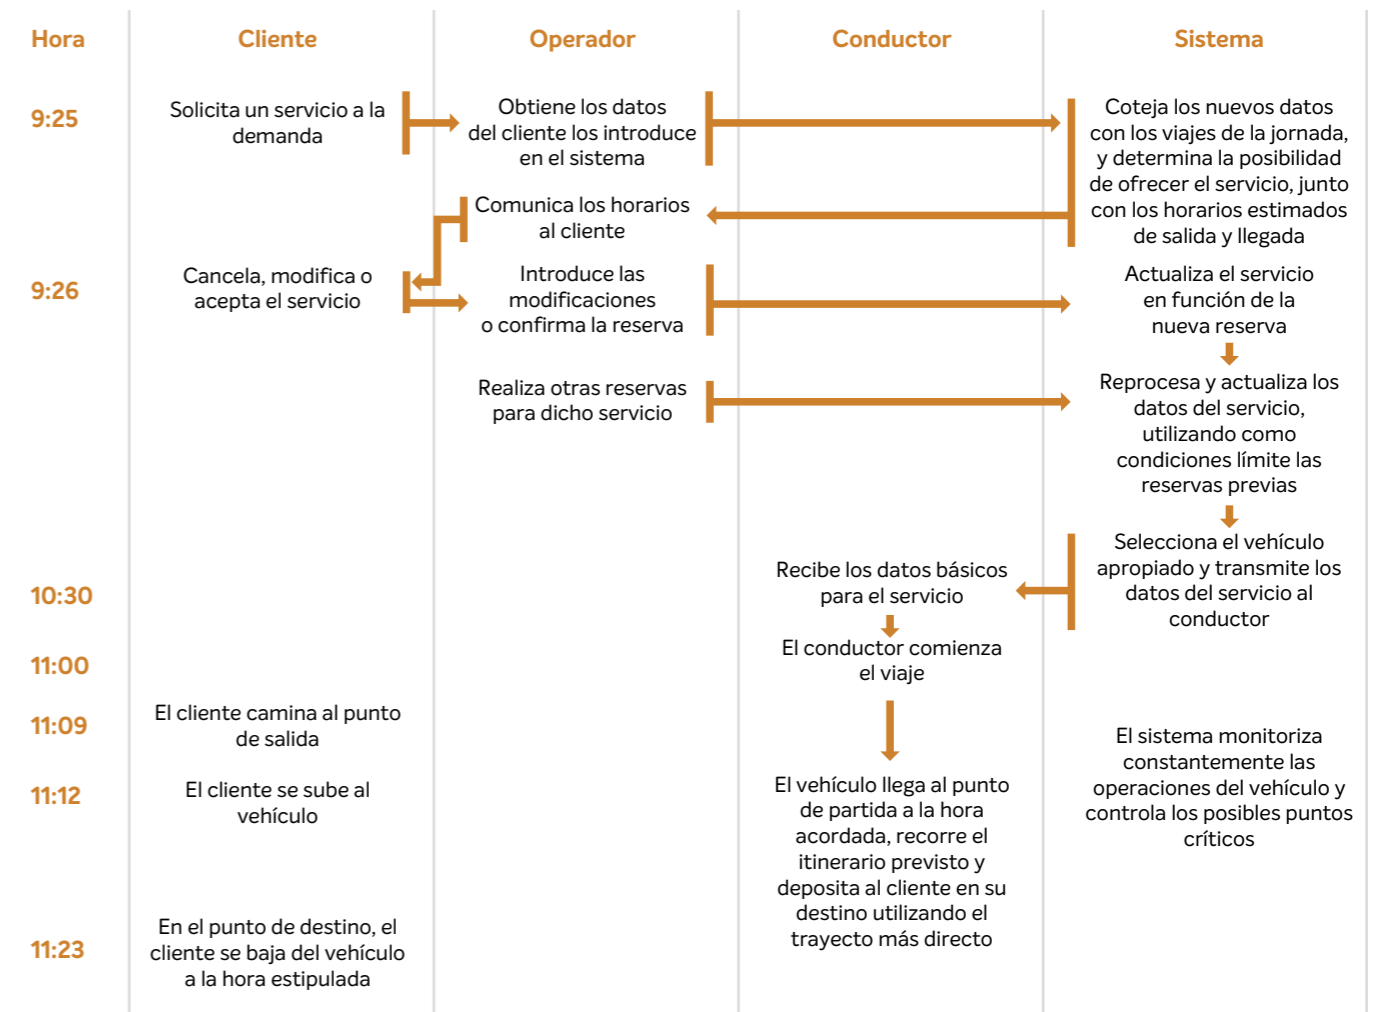 Hora
Cliente
Operador
Conductor
Sistema
9:25
Solicita un servicio a la
demanda
Obtiene los datos
del cliente los introduce
en el sistema
Coteja los nuevos datos
con los viajes de la jornada,
y determina la posibilidad
de ofrecer el servicio, junto
con los horarios estimados
de salida y llegada
Comunica los horarios
al cliente
9:26
Cancela, modifica o
acepta el servicio
Introduce las
modificaciones
o confirma la reserva
Actualiza el servicio
en función de la
nueva reserva
Realiza otras reservas
para dicho servicio
Reprocesa y actualiza los
datos del servicio,
utilizando como
condiciones límite las
reservas previas
Selecciona el vehículo
apropiado y transmite los
datos del servicio al
conductor
10:30
Recibe los datos básicos
para el servicio
11:00
El conductor comienza
el viaje
11:09
El cliente camina al punto
de salida
El sistema monitoriza
constantemente las
operaciones del vehículo y
controla los posibles puntos
críticos
11:12
El cliente se sube al
vehículo
El vehículo llega al punto
de partida a la hora
acordada, recorre el
itinerario previsto y
deposita al cliente en su
destino utilizando el
trayecto más directo
11:23
En el punto de destino, el
cliente se baja del vehículo
a la hora estipulada